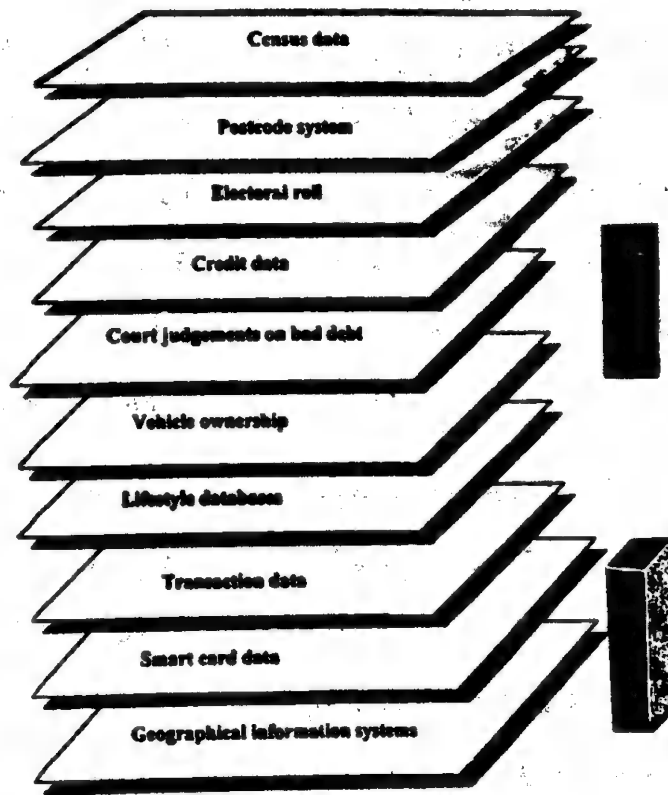 Census data
Postcode system
Electoral roll
Credit data
Court judgements on bad debt
Vehicle ownership
Lifestyle databases
Transaction data
Smart card data
Geographical information systems